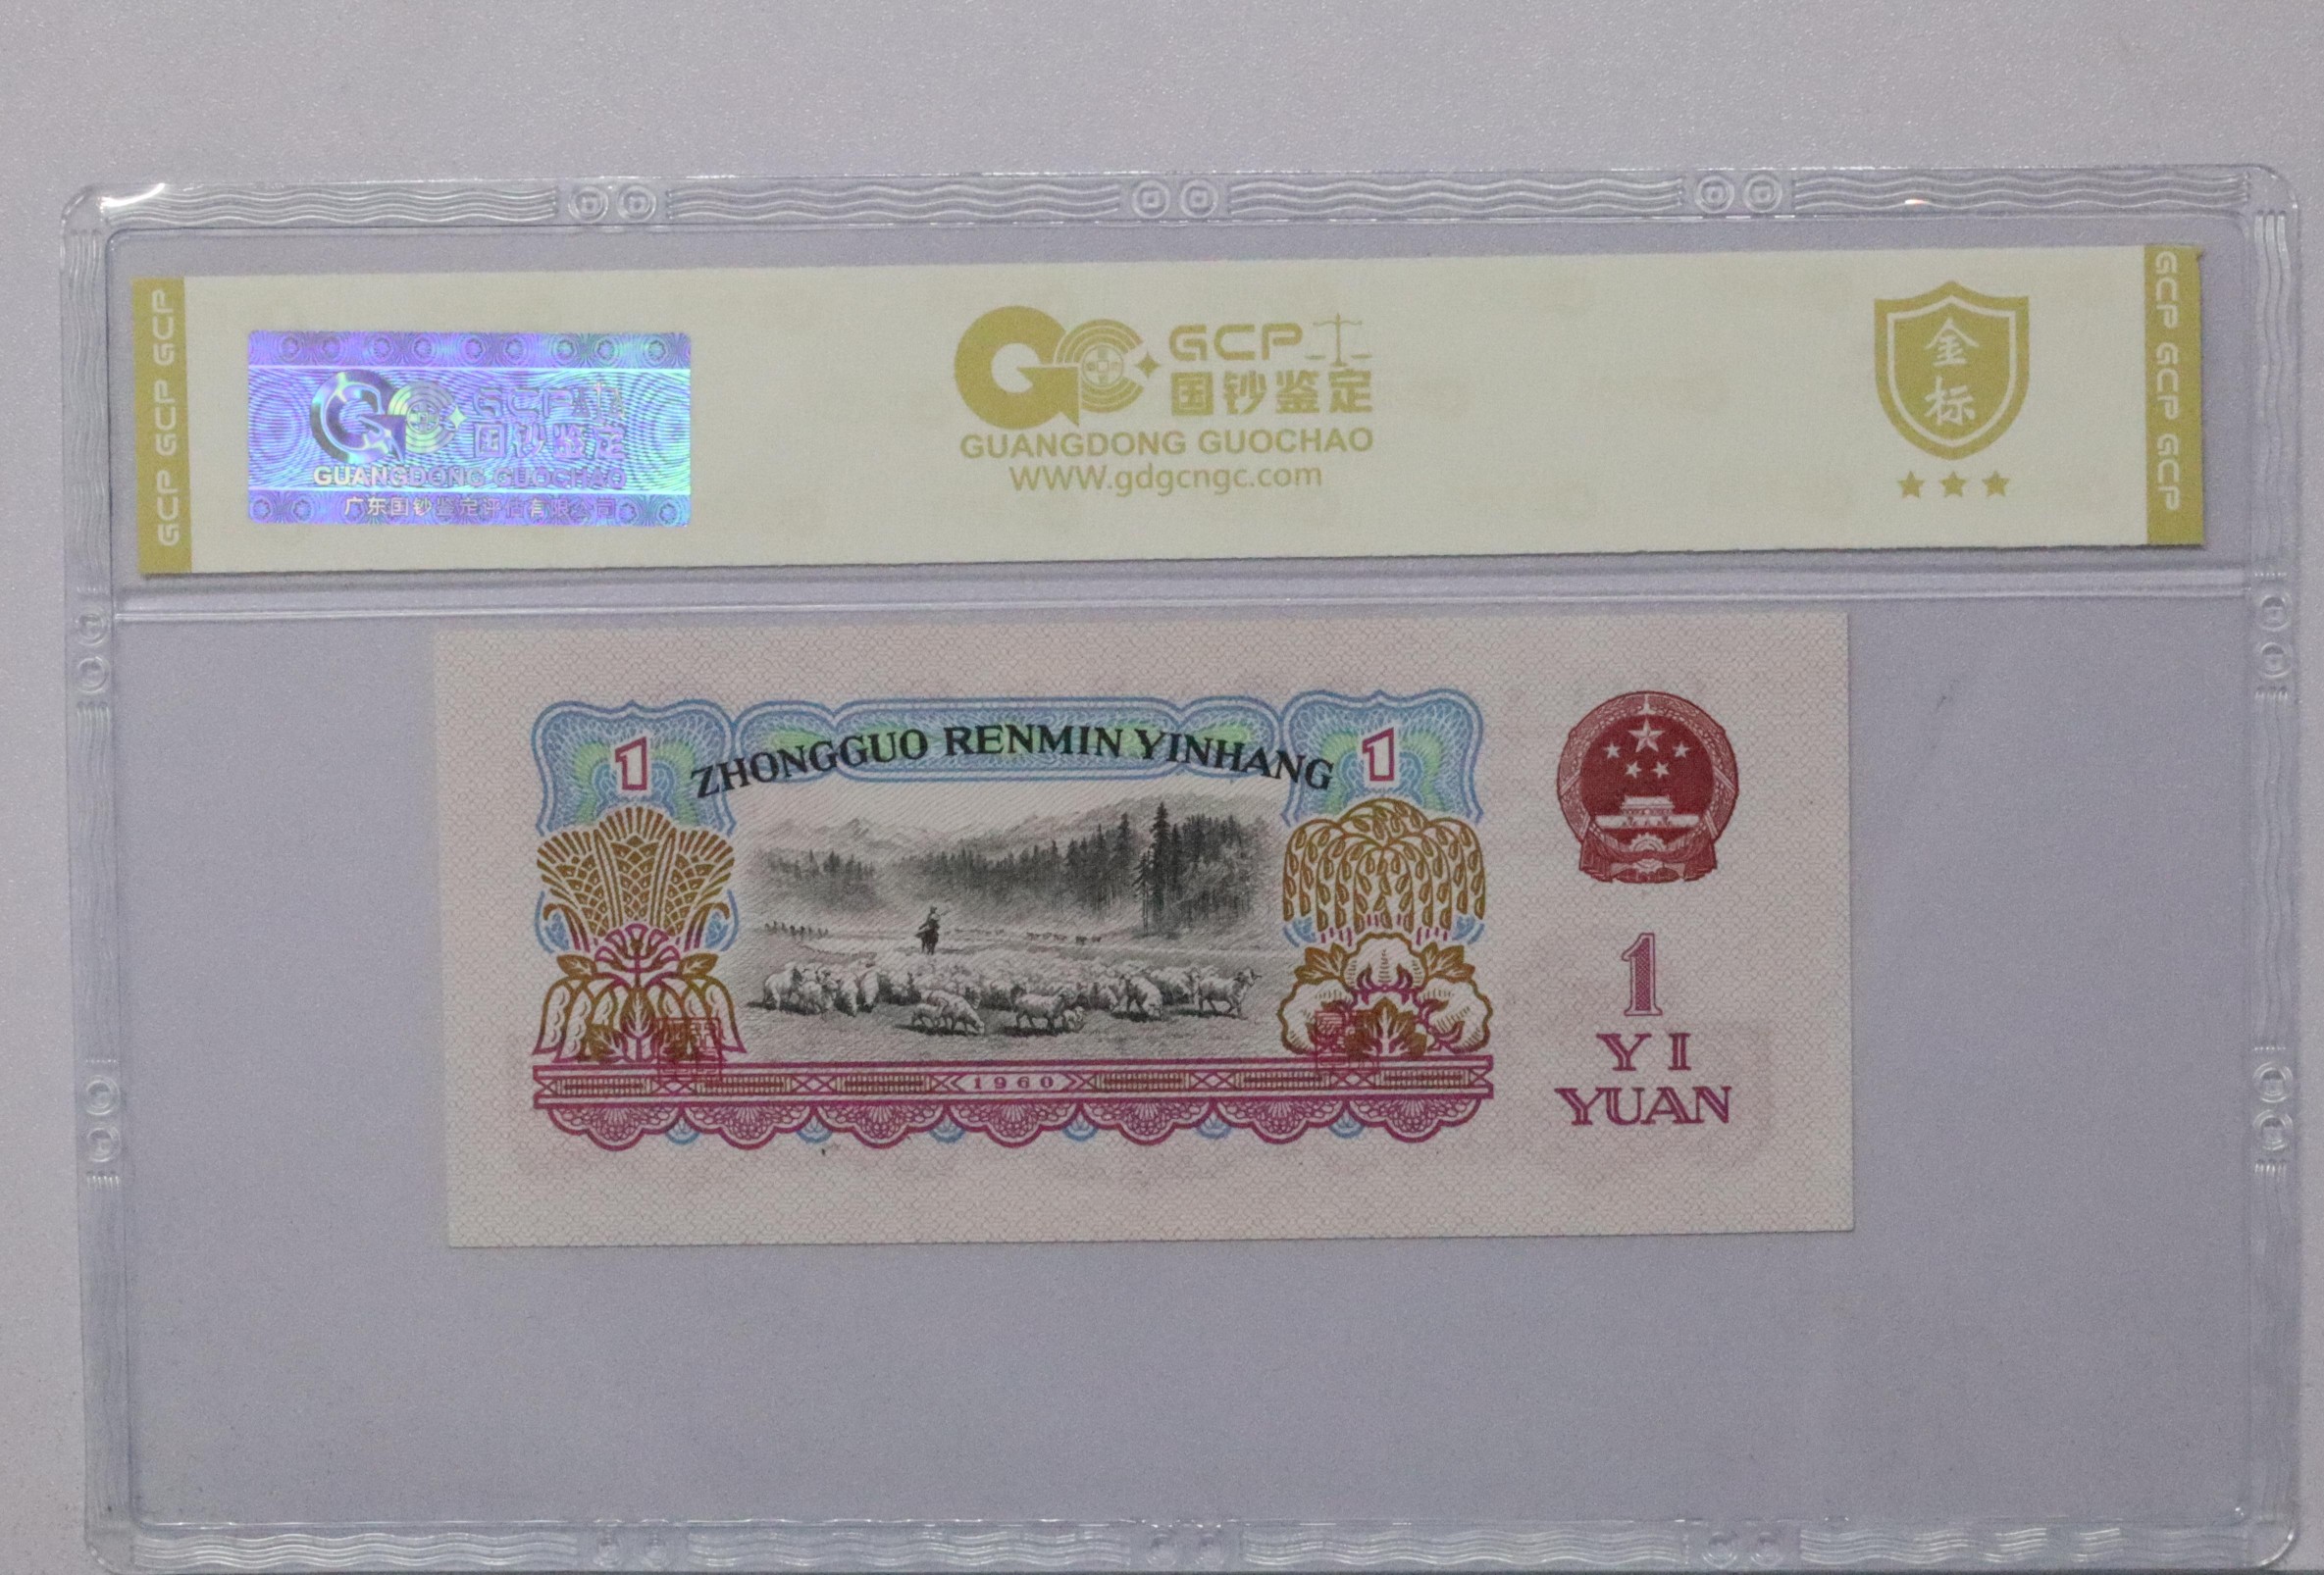 GCP GCP GCP
GCP
国钞鉴定
GUANGDONG GUOCHAO
广东国钞鉴定评估有限公司
GCP
国钞鉴定
GUANGDONG GUOCHAO
WWW.gdgcngc.com
金
标
GCP GCP GCP
1
ZHONGGUO RENMIN YINHANG
1
1960
1
YI
YUAN